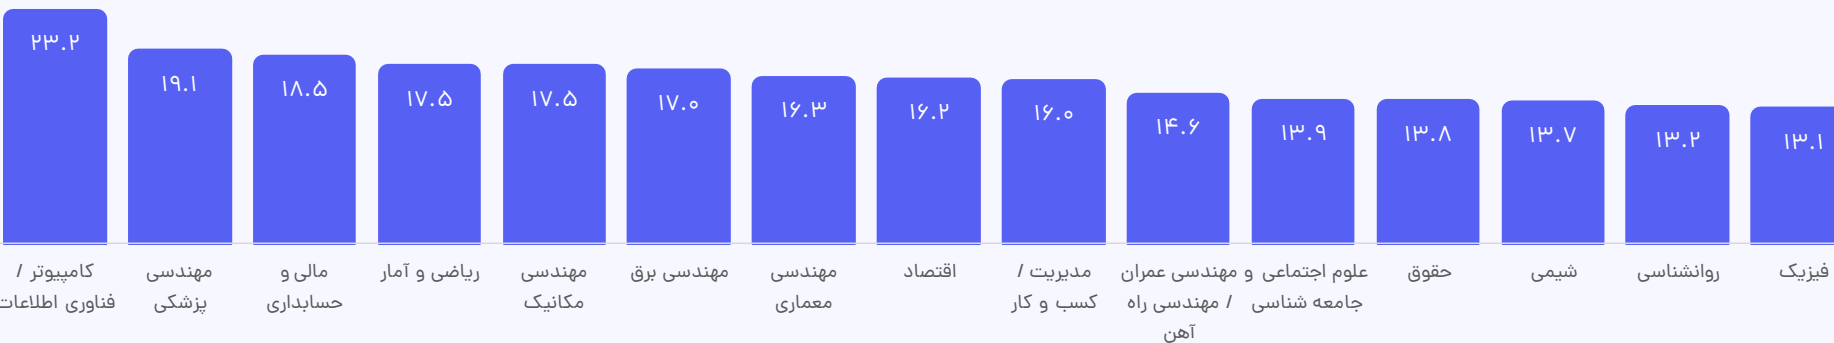 ۲۳.۲
۱۹.۱
۱۸.۵
۱۷.۵
۱۷.۵
۱۷.۰
۱۶.۳
۱۶.۲
۱۶.۰
۱۴.۶
۱۳.۹
۱۳.۸
۱۳.۷
۱۳.۲
۱۳.۱
کامپیوتر /
فناوری اطلاعات
مهندسی
پزشکی
مالی و
حسابداری
ریاضی و آمار
مهندسی
مکانیک
مهندسی برق
مهندسی
معماری
اقتصاد
مدیریت /
کسب و کار
مهندسی عمران
/ مهندسی راه
آهن
علوم اجتماعی و
جامعه شناسی
حقوق
شیمی
روانشناسی
فیزیک